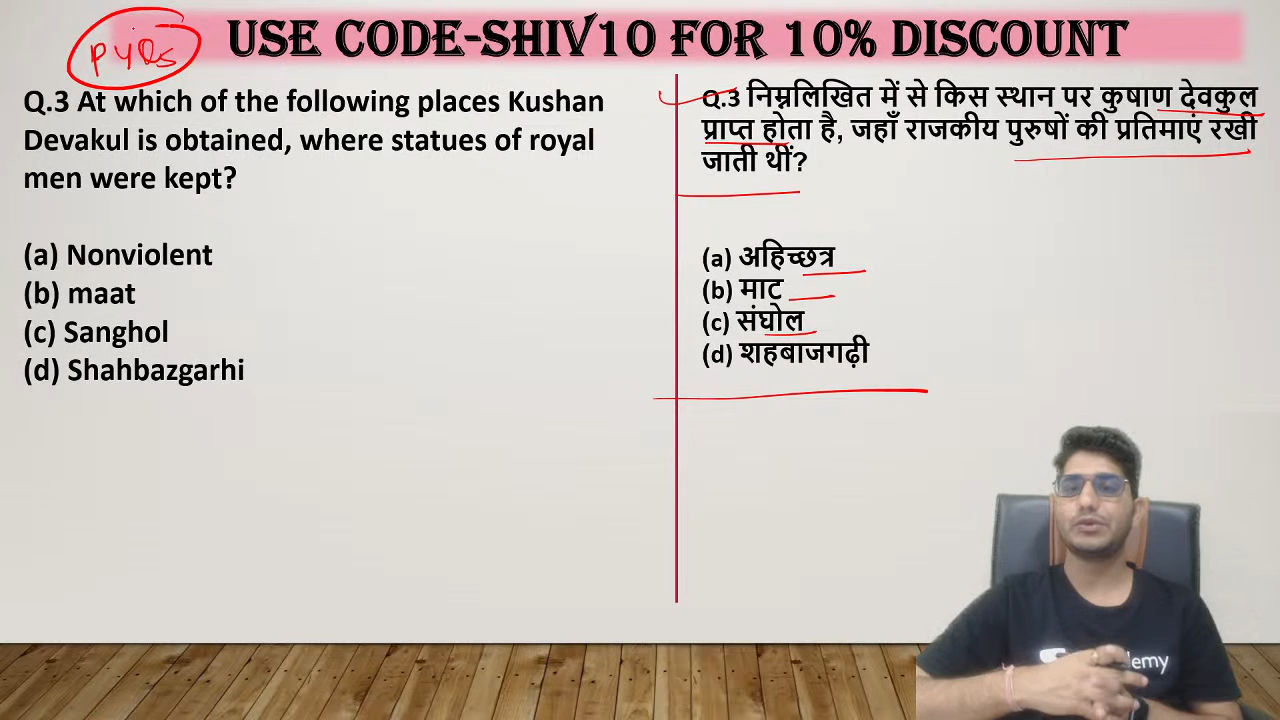 PYQs
USE CODE-SHIV10 FOR 10% DISCOUNT
Q.3 At which of the following places Kushan
Devakul is obtained, where statues of royal
men were kept?
(a) Nonviolent
(b) maat
(c) Sanghol
(d) Shahbazgarhi
Q.3 निम्नलिखित में से किस स्थान पर कुषाण देवकुल
प्राप्त होता है, जहाँ राजकीय पुरुषों की प्रतिमाएं रखी
जाती थीं?
(a) अहिच्छत्र
(b) माट
(c) संघोल
(d) शहबाजगढ़ी